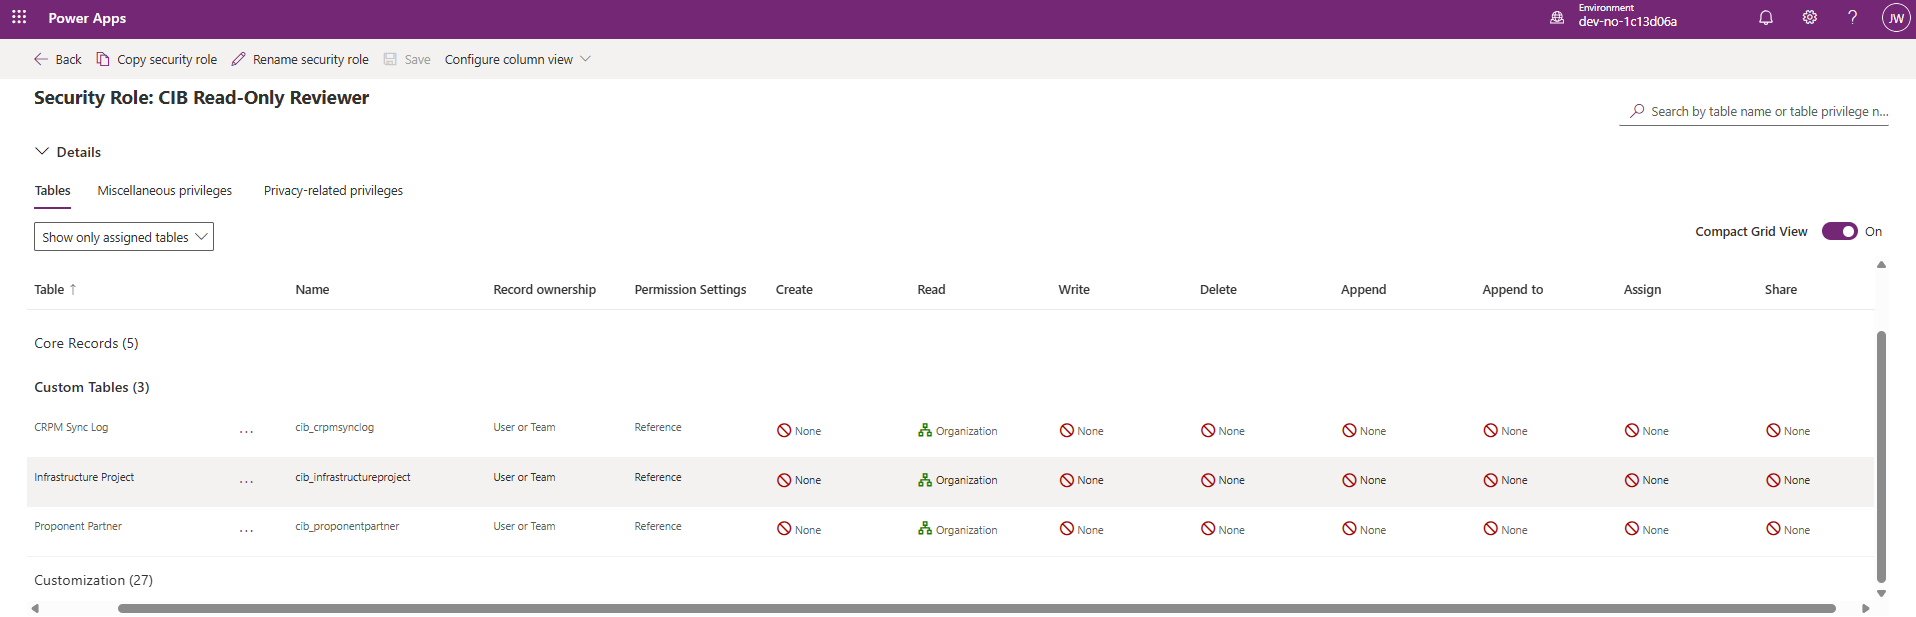 Power Apps
Environment
dev-no-1c13d06a
?
JW
Back Copy security role Rename security role Save Configure column view
Security Role: CIB Read-Only Reviewer
Search by table name or table privilege n...
Details
Tables Miscellaneous privileges Privacy-related privileges
Show only assigned tables
Compact Grid View On
Table ↑ Name Record ownership Permission Settings Create Read Write Delete Append Append to Assign Share
Core Records (5)
Custom Tables (3)
CRPM Sync Log ... cib_crpmsynclog User or Team Reference None Organization None None None None None None
Infrastructure Project ... cib_infrastructureproject User or Team Reference None Organization None None None None None None
Proponent Partner ... cib_proponentpartner User or Team Reference None Organization None None None None None None
Customization (27)